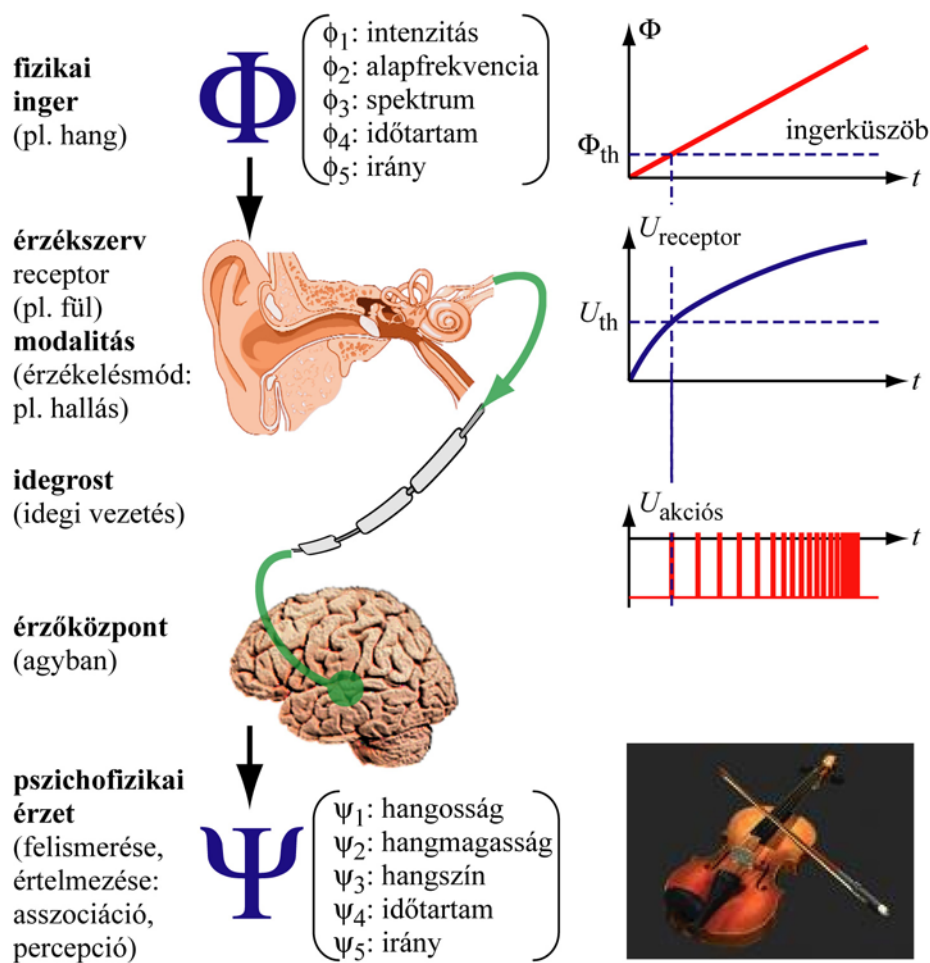 fizikai
inger
(pl. hang)
Φ
ϕ1: intenzitás
ϕ2: alapfrekvencia
ϕ3: spektrum
ϕ4: időtartam
ϕ5: irány
Φ
Φth
ingerküszöb
t
érzékszerv
receptor
(pl. fül)
modalitás
(érzékelésmód:
pl. hallás)
Ureceptor
Uth
t
idegrost
(idegi vezetés)
Uakciós
t
érzőközpont
(agyban)
pszichofizikai
érzet
(felismerése,
értelmezése:
asszociáció,
percepció)
Ψ
ψ1: hangosság
ψ2: hangmagasság
ψ3: hangszín
ψ4: időtartam
ψ5: irány